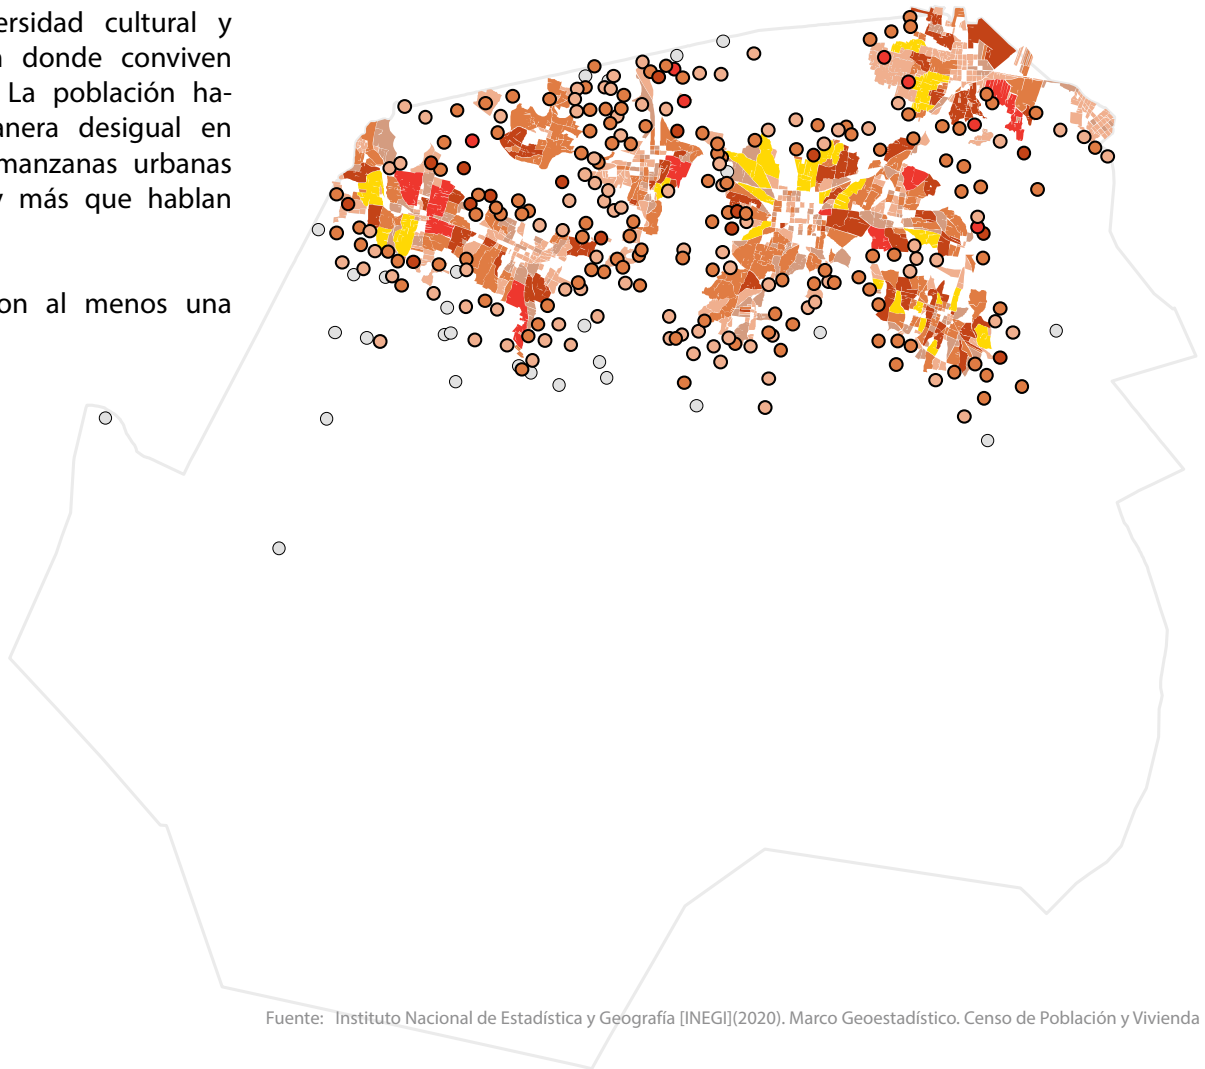 ersidad cultural y
donde conviven
La población ha-
anera desigual en
manzanas urbanas
más que hablan
on al menos una
Fuente: Instituto Nacional de Estadística y Geografía [INEGI](2020). Marco Geoestadístico. Censo de Población y Vivienda